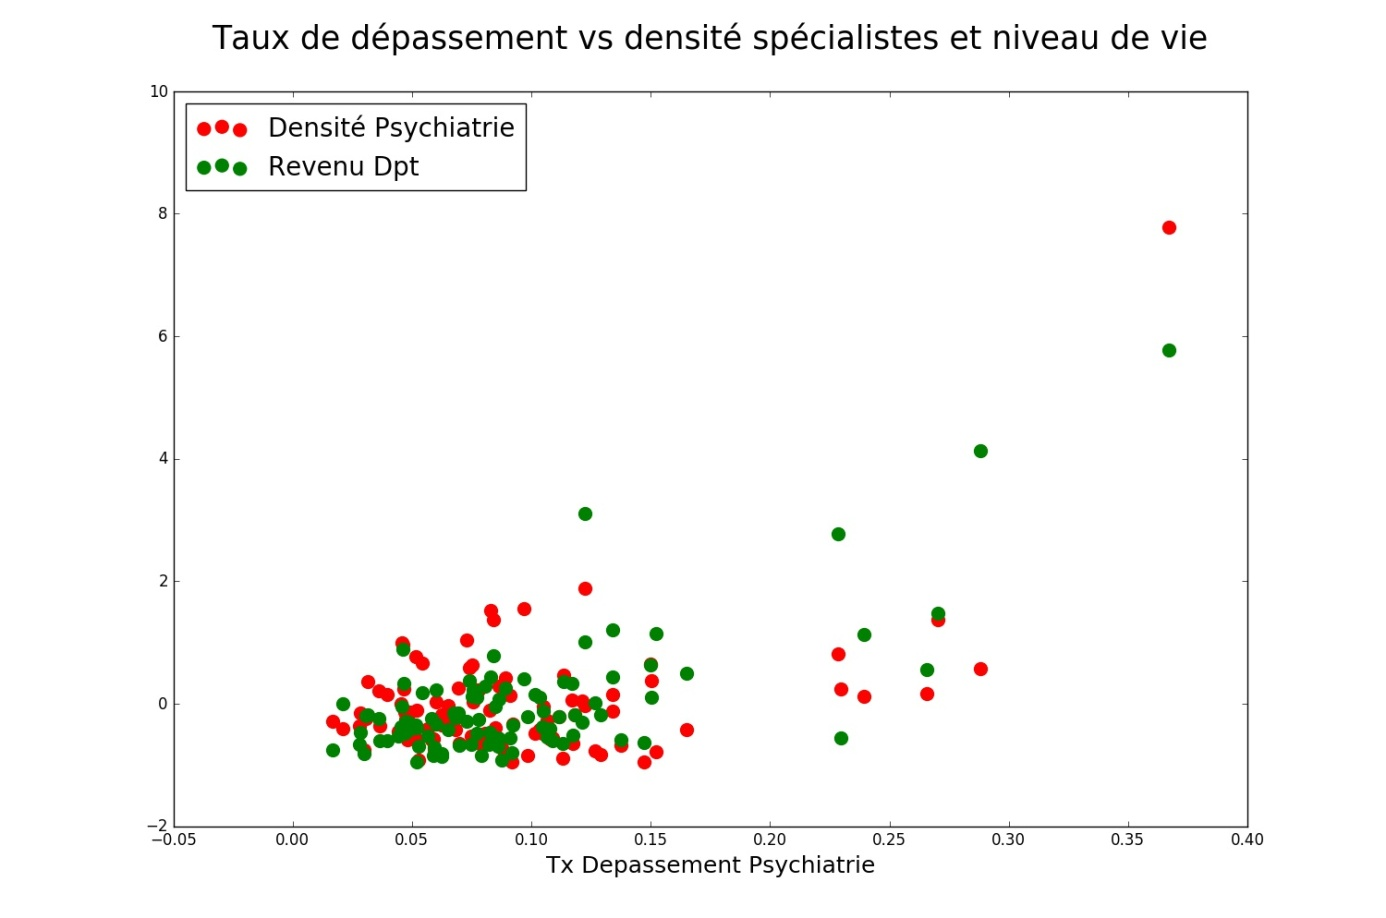 Taux de dépassement vs densité spécialistes et niveau de vie
10
Densité Psychiatrie
Revenu Dpt
8
6
4
2
0
−2
−0.05 0.00 0.05 0.10 0.15 0.20 0.25 0.30 0.35 0.40
Tx Depassement Psychiatrie